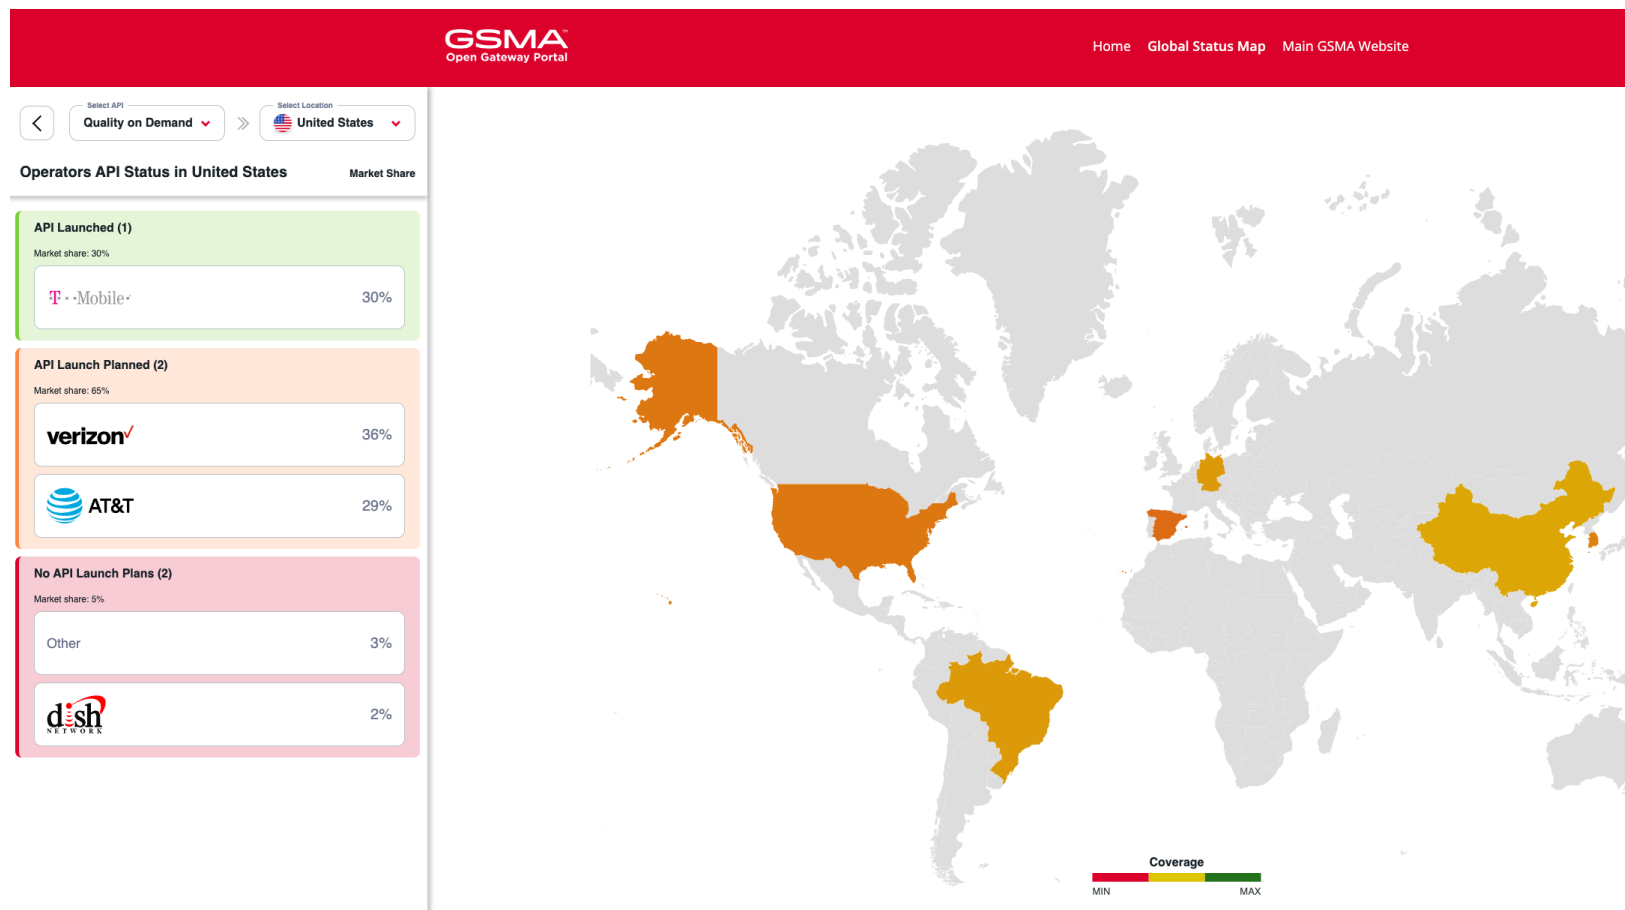 GSMA™
Open Gateway Portal
Home Global Status Map Main GSMA Website
Select API
Quality on Demand
Select Location
United States
Operators API Status in United States
Market Share
API Launched (1)
Market share: 30%
T··Mobile·
30%
API Launch Planned (2)
Market share: 65%
verizon
36%
AT&T
29%
No API Launch Plans (2)
Market share: 5%
Other
3%
dish
NETWORK
2%
Coverage
MIN MAX